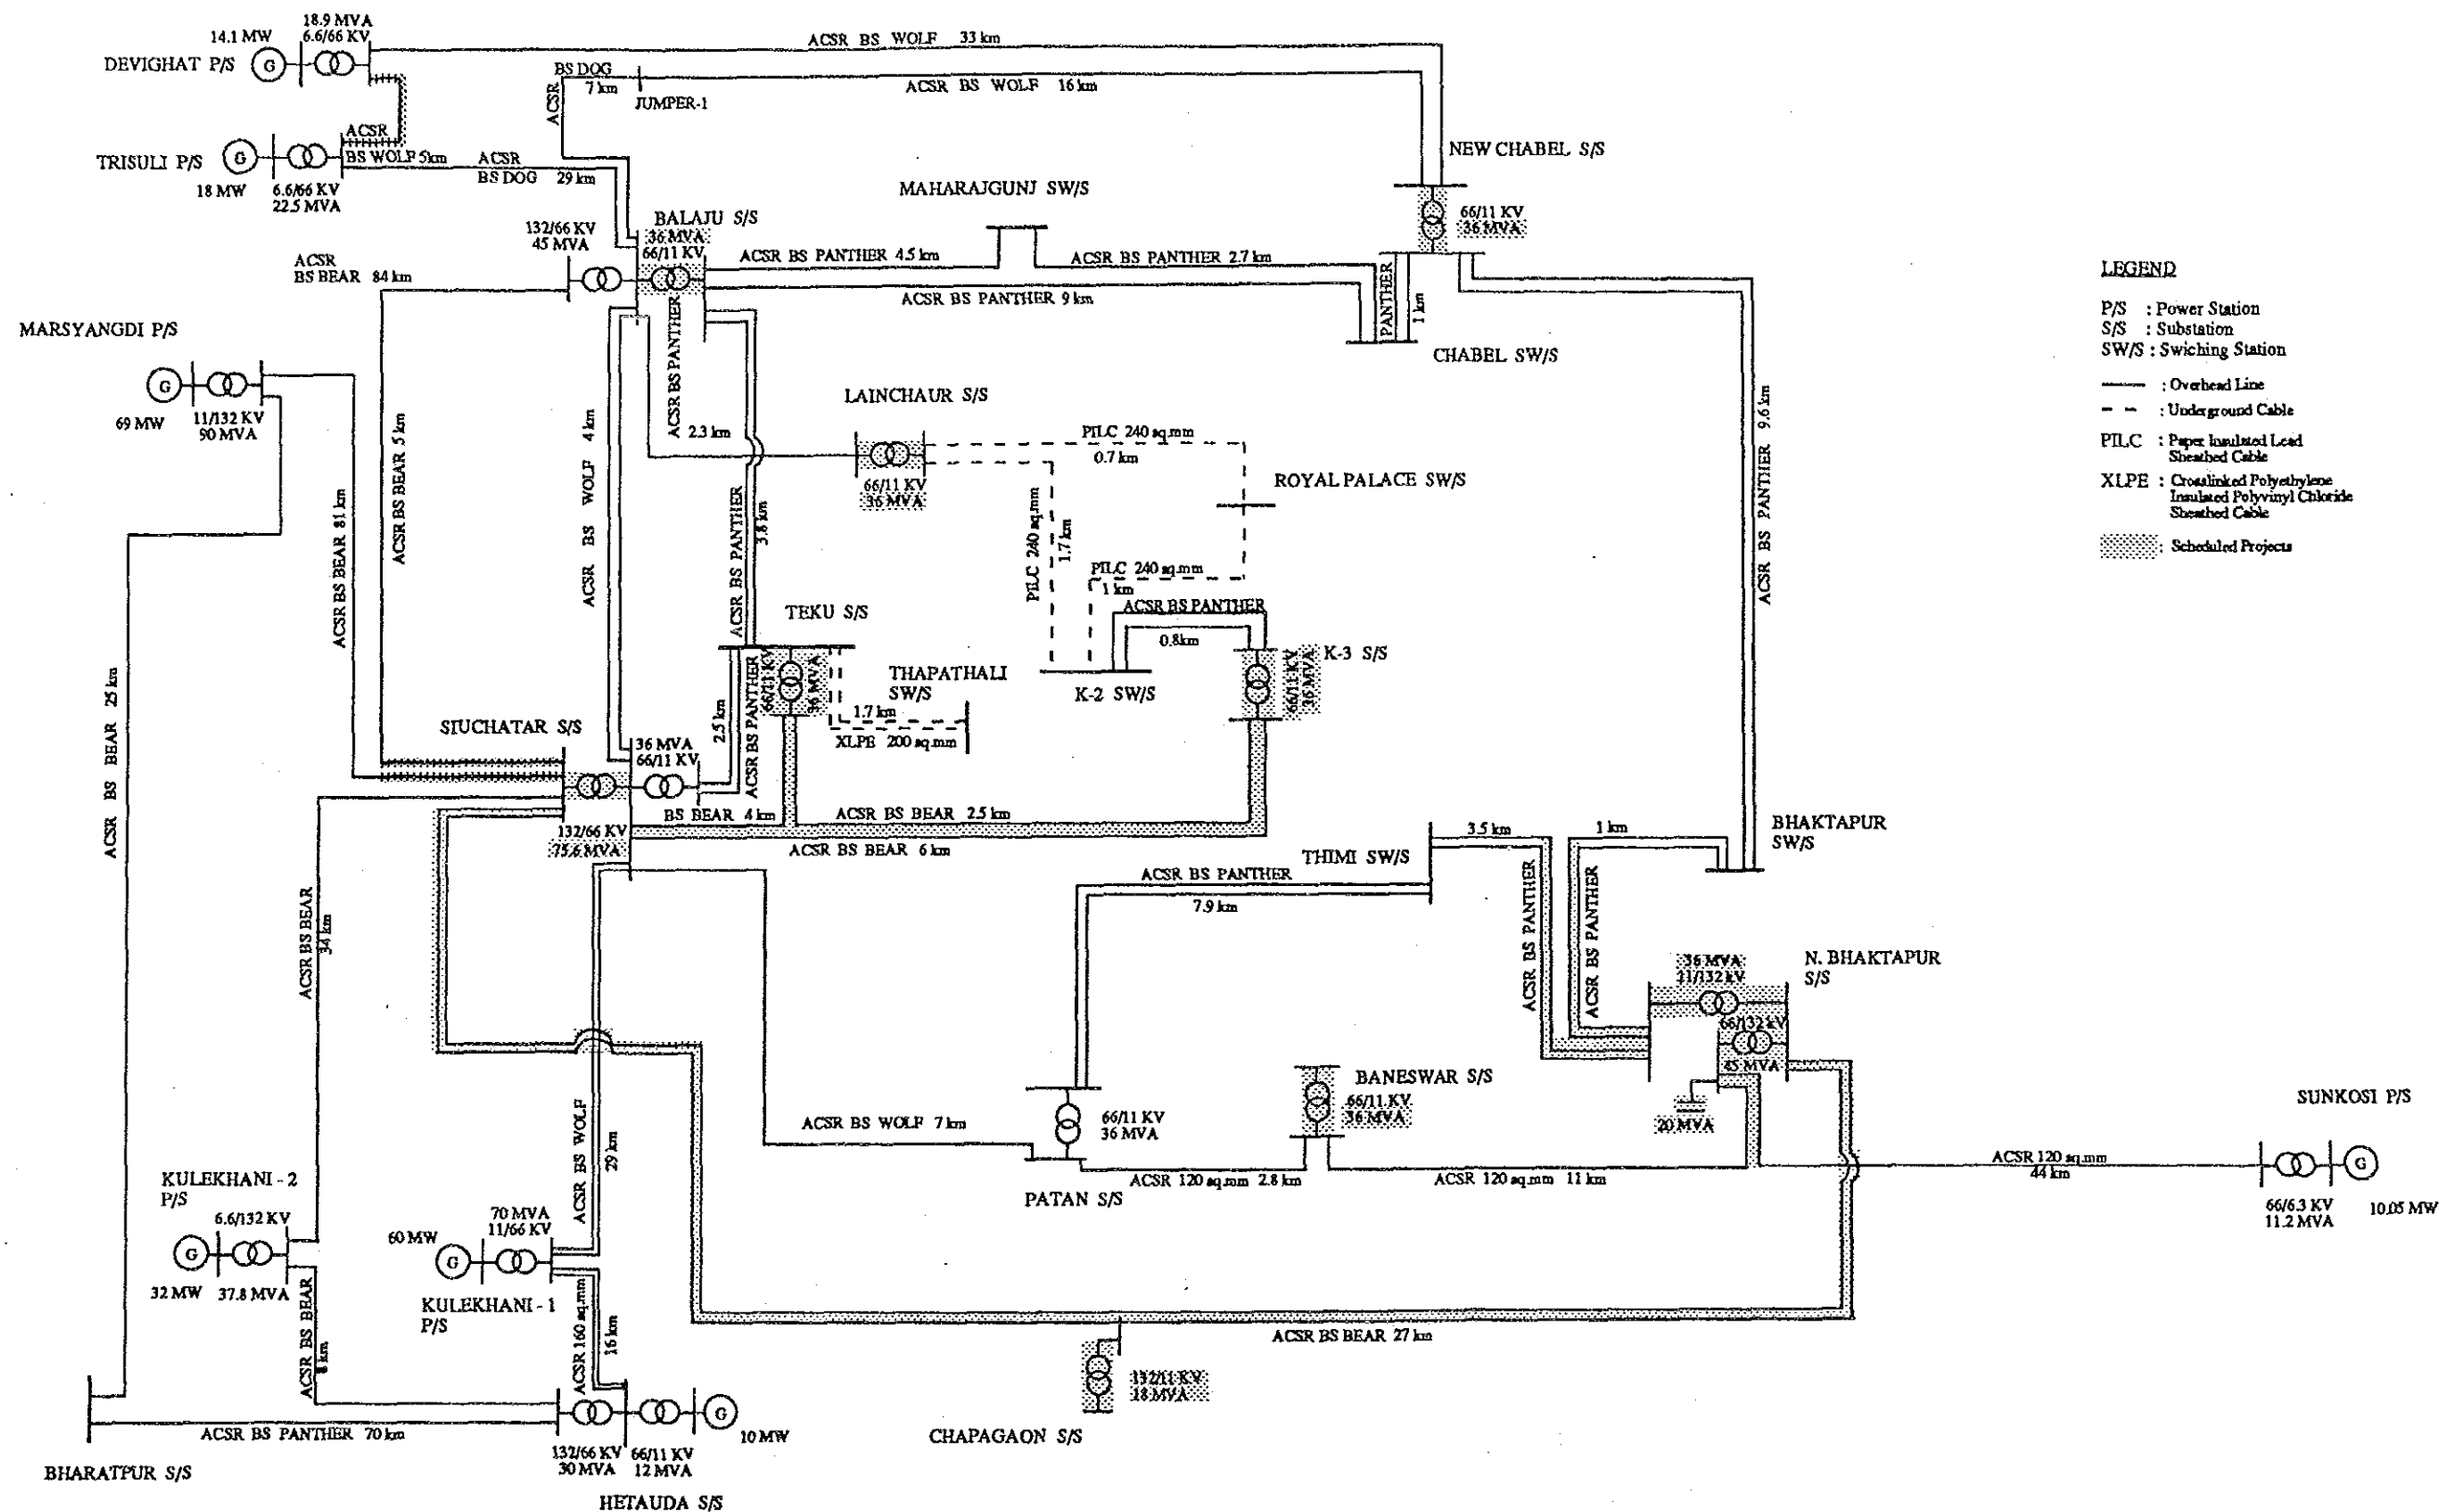 18.9 MVA
14.1 MW
6.6/66 KV
DEVIGHAT P/S
G
ACSR BS WOLF 33 km
BS DOG
7 km
ACSR
JUMPER-1
ACSR BS WOLF 16 km
TRISULI P/S
G
18 MW
6.6/66 KV
22.5 MVA
ACSR
BS WOLF 5km
ACSR
BS DOG 29 km
NEW CHABEL S/S
66/11 KV
36 MVA
MAHARAJGUNJ SW/S
BALAJU S/S
132/66 KV
45 MVA
36 MVA
66/11 KV
ACSR BS PANTHER 4.5 km
ACSR BS PANTHER 2.7 km
ACSR BS PANTHER 9 km
PANTHER
1 km
CHABEL SW/S
ACSR
BS BEAR 84 km
MARSYANGDI P/S
G
69 MW
11/132 KV
90 MVA
ACSR BS BEAR 81 km
ACSR BS BEAR 5 km
ACSR BS WOLF 4 km
ACSR BS PANTHER
2.3 km
ACSR BS PANTHER
3.8 km
LAINCHAUR S/S
66/11 KV
36 MVA
PILC 240 sq.mm
0.7 km
ROYAL PALACE SW/S
PILC 240 sq.mm
1.7 km
PILC 240 sq.mm
1 km
ACSR BS PANTHER
0.8km
K-2 SW/S
K-3 S/S
66/11 KV
36 MVA
ACSR BS PANTHER 9.6 km
LEGEND
P/S : Power Station
S/S : Substation
SW/S : Swiching Station
: Overhead Line
: Underground Cable
PILC : Paper Insulated Lead
Sheathed Cable
XLPE : Crosslinked Polyethylene
Insulated Polyvinyl Chloride
Sheathed Cable
: Scheduled Projects
TEKU S/S
66/11 KV
36 MVA
THAPATHALI
SW/S
1.7 km
XLPE 200 sq.mm
2.5 km
ACSR BS PANTHER
SIUCHATAR S/S
36 MVA
66/11 KV
132/66 KV
75.6 MVA
BS BEAR 4 km
ACSR BS BEAR 2.5 km
ACSR BS BEAR 6 km
ACSR BS BEAR 25 km
ACSR BS BEAR
34 km
THIMI SW/S
3.5 km
1 km
BHAKTAPUR
SW/S
ACSR BS PANTHER
7.9 km
ACSR BS PANTHER
ACSR BS PANTHER
N. BHAKTAPUR
S/S
36 MVA
11/132 kV
66/132 kV
45 MVA
20 MVA
BANESWAR S/S
66/11 KV
36 MVA
ACSR BS WOLF 7 km
66/11 KV
36 MVA
PATAN S/S
ACSR 120 sq.mm 2.8 km
ACSR 120 sq.mm 11 km
ACSR 120 sq.mm
44 km
SUNKOSI P/S
G
66/6.3 KV
11.2 MVA
10.05 MW
ACSR BS WOLF
29 km
KULEKHANI - 2
P/S
6.6/132 KV
G
32 MW
37.8 MVA
60 MW
70 MVA
11/66 KV
G
KULEKHANI - 1
P/S
ACSR BS BEAR
8 km
ACSR 160 sq.mm
16 km
ACSR BS BEAR 27 km
132/11 KV
18 MVA
CHAPAGAON S/S
ACSR BS PANTHER 70 km
BHARATPUR S/S
132/66 KV
30 MVA
66/11 KV
12 MVA
G
10 MW
HETAUDA S/S